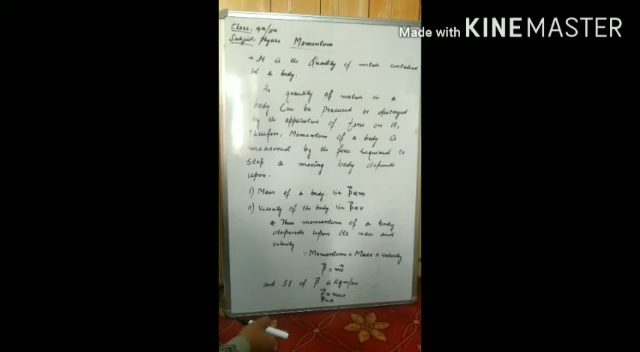 Made with KINEMASTER
Class: 9th/10th
Subject: Physics Momentum
It is the Quantity of motion contained
in a body.
As quantity of motion in a
body can be produced or destroyed
by the application of force on it,
Therefore, Momentum of a body is
measured by the force required to
stop a moving body depends
upon.
i) Mass of a body i.e P⃗ ∝ m
ii) Velocity of the body i.e P⃗ ∝ v
* Thus momentum of a body
depends upon its mass and
velocity
Momentum = Mass × velocity
P⃗ = mv⃗
and SI of P⃗ is Kgm/s